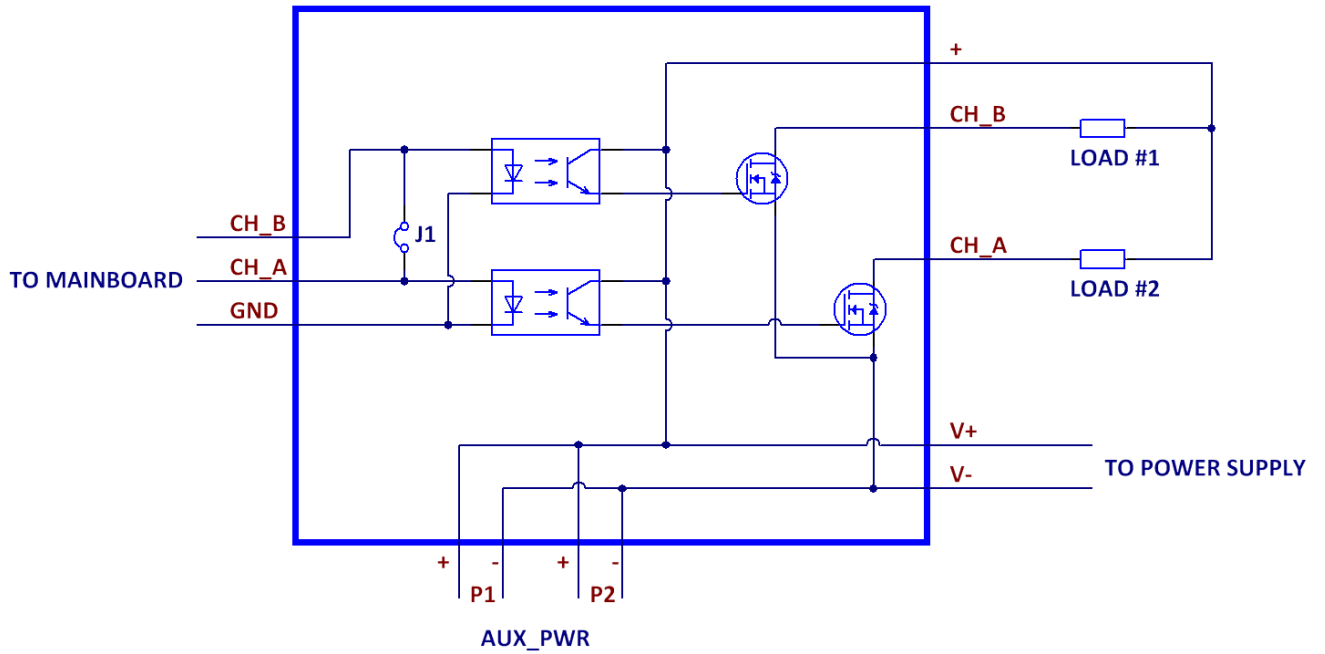 +
CH_B
LOAD #1
CH_B
J1
CH_A
CH_A
TO MAINBOARD
LOAD #2
GND
V+
TO POWER SUPPLY
V-
+ - + -
P1 P2
AUX_PWR